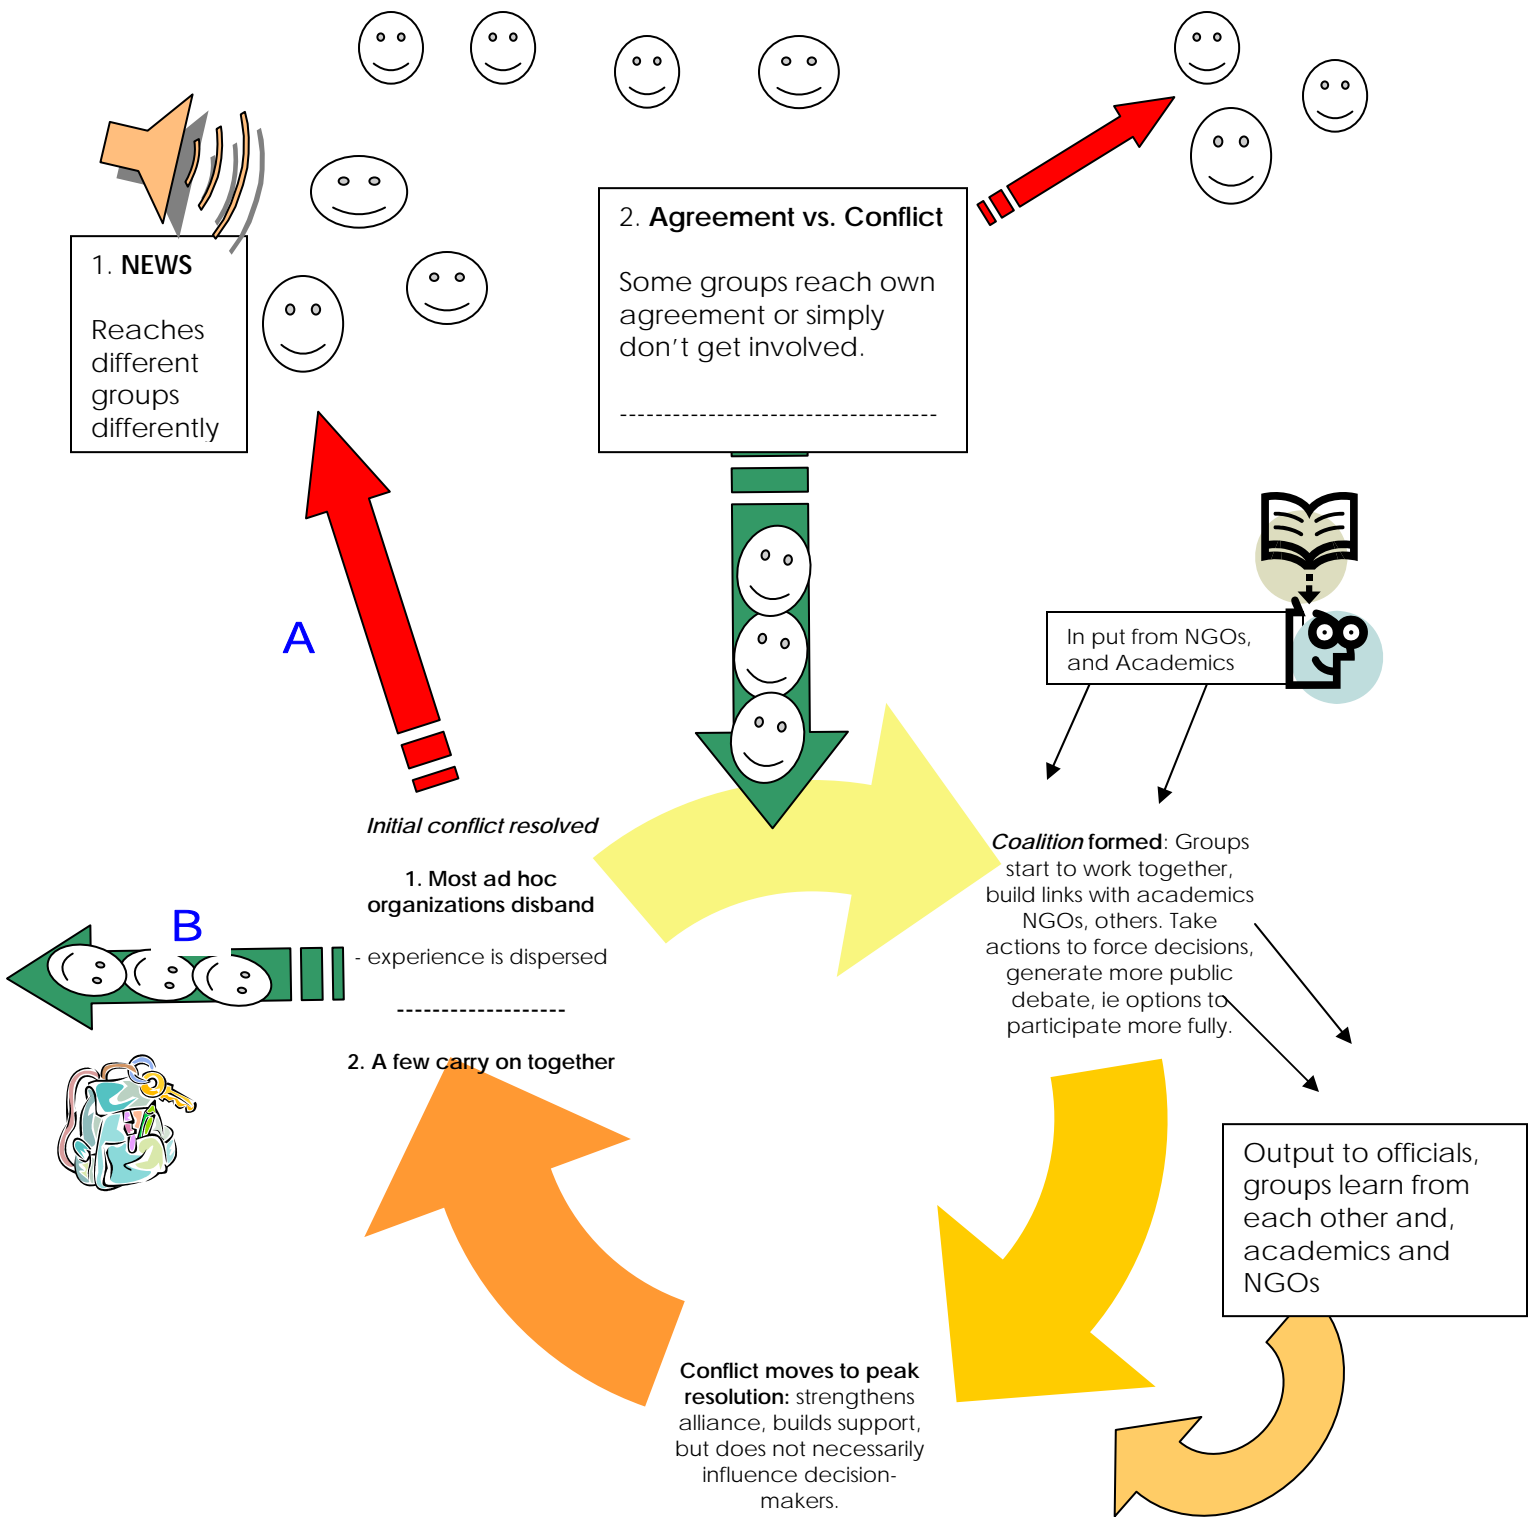 1. NEWS
Reaches
different
groups
differently
2. Agreement vs. Conflict
Some groups reach own
agreement or simply
don't get involved.
------------------------------------
A
In put from NGOs,
and Academics
Initial conflict resolved
1. Most ad hoc
organizations disband
- experience is dispersed
-------------------
2. A few carry on together
B
Coalition formed: Groups
start to work together,
build links with academics
NGOs, others. Take
actions to force decisions,
generate more public
debate, ie options to
participate more fully.
Output to officials,
groups learn from
each other and,
academics and
NGOs
Conflict moves to peak
resolution: strengthens
alliance, builds support,
but does not necessarily
influence decision-
makers.